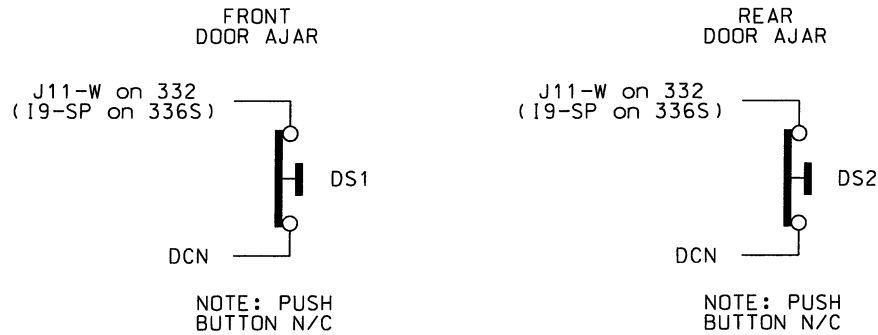 FRONT
DOOR AJAR
J11-W on 332
(I9-SP on 336S)
DS1
DCN
NOTE: PUSH
BUTTON N/C
REAR
DOOR AJAR
J11-W on 332
(I9-SP on 336S)
DS2
DCN
NOTE: PUSH
BUTTON N/C